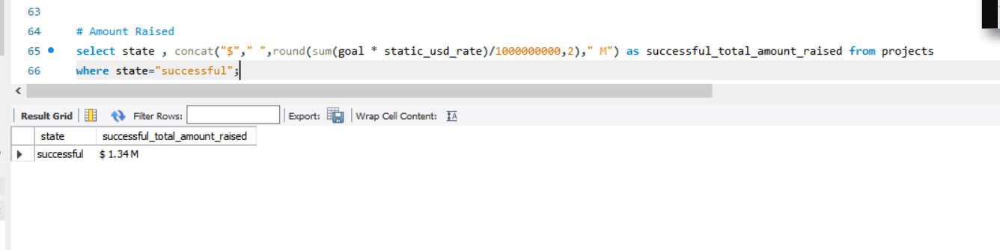 63
64 # Amount Raised
65 select state , concat("$"," ",round(sum(goal * static_usd_rate)/1000000000,2)," M") as successful_total_amount_raised from projects
66 where state="successful";
Result Grid Filter Rows: Export: Wrap Cell Content:
state successful_total_amount_raised
successful $ 1.34 M